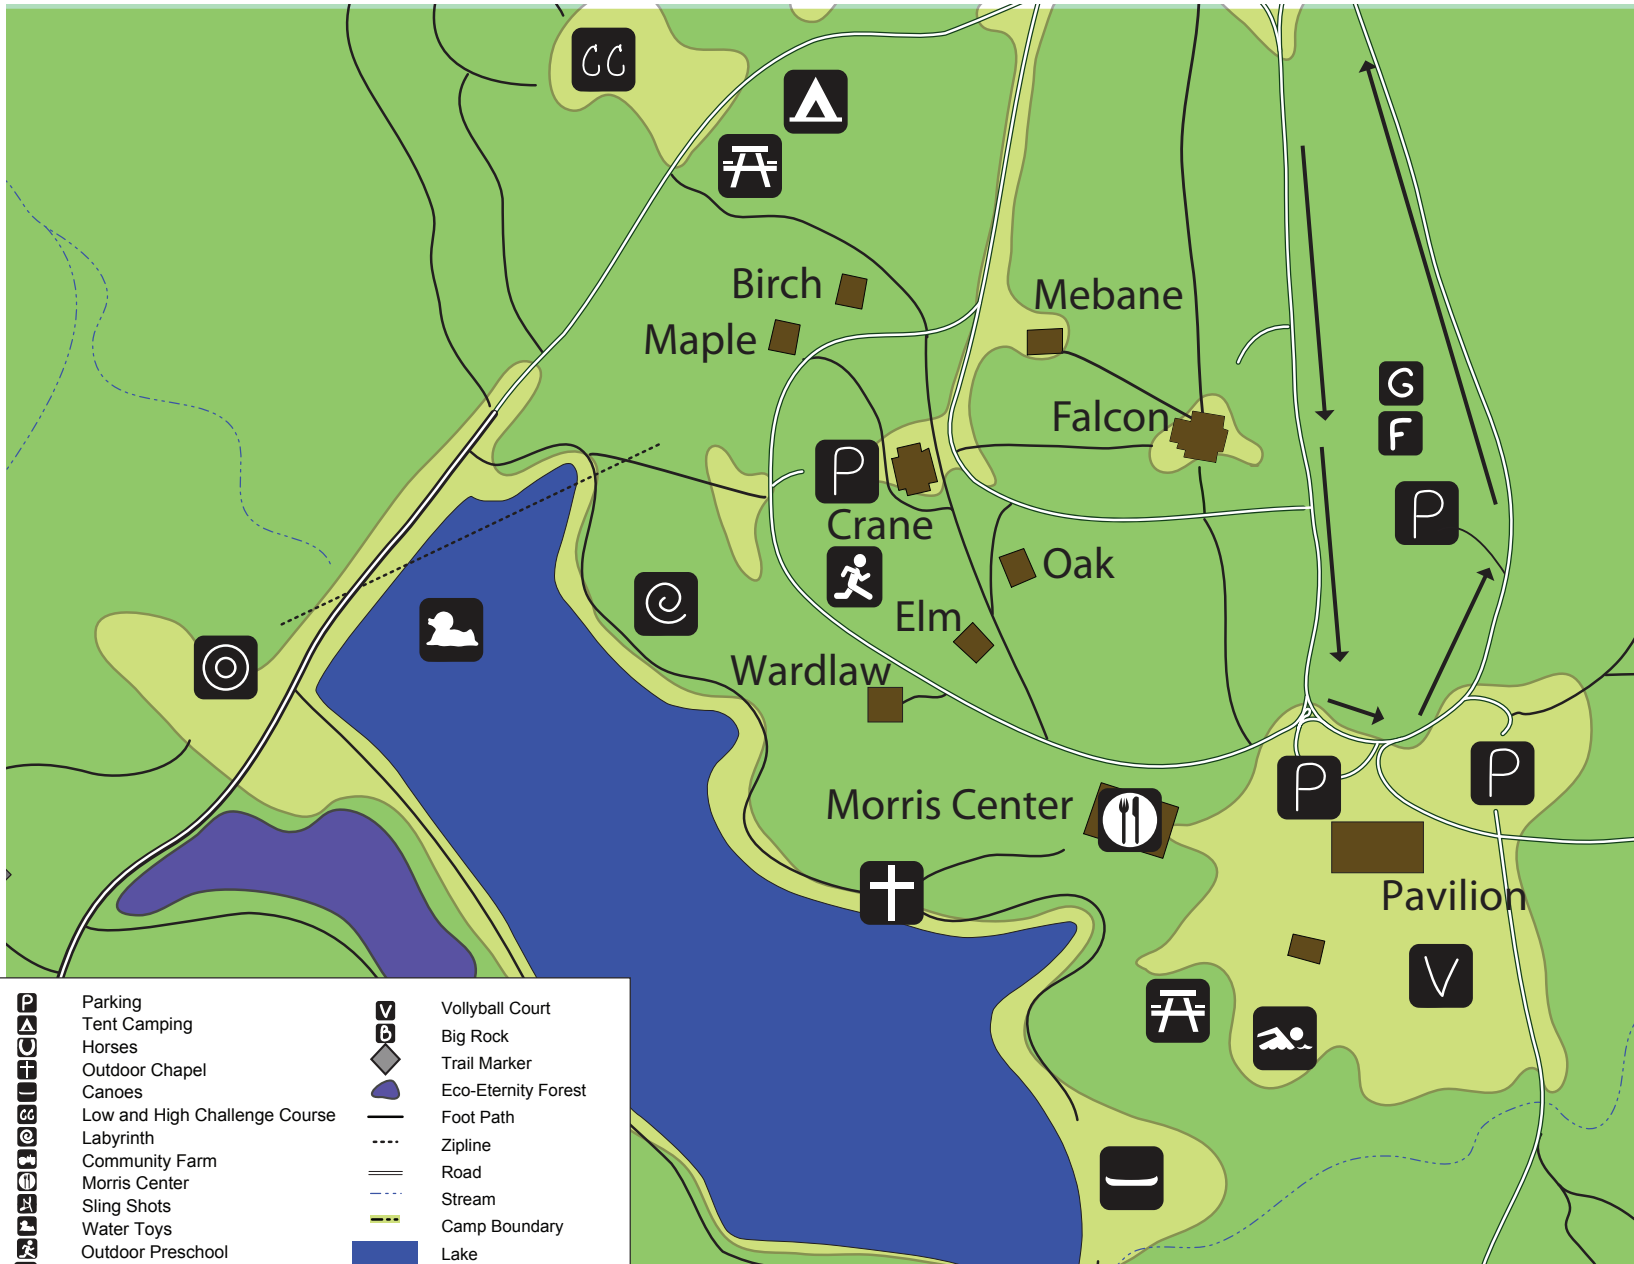 CC
Birch
Mebane
Maple
G
Falcon
F
P
P
Crane
Oak
Elm
Wardlaw
P
P
Morris Center
Pavilion
V
P Parking
Tent Camping
Horses
Outdoor Chapel
Canoes
CC Low and High Challenge Course
Labyrinth
Community Farm
Morris Center
Sling Shots
Water Toys
Outdoor Preschool
V Vollyball Court
B Big Rock
Trail Marker
Eco-Eternity Forest
Foot Path
Zipline
Road
Stream
Camp Boundary
Lake